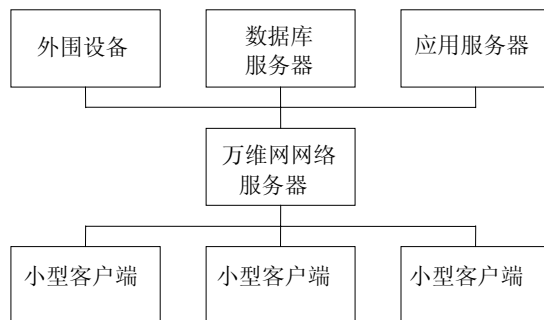 外围设备
数据库
服务器
应用服务器
万维网网络
服务器
小型客户端
小型客户端
小型客户端